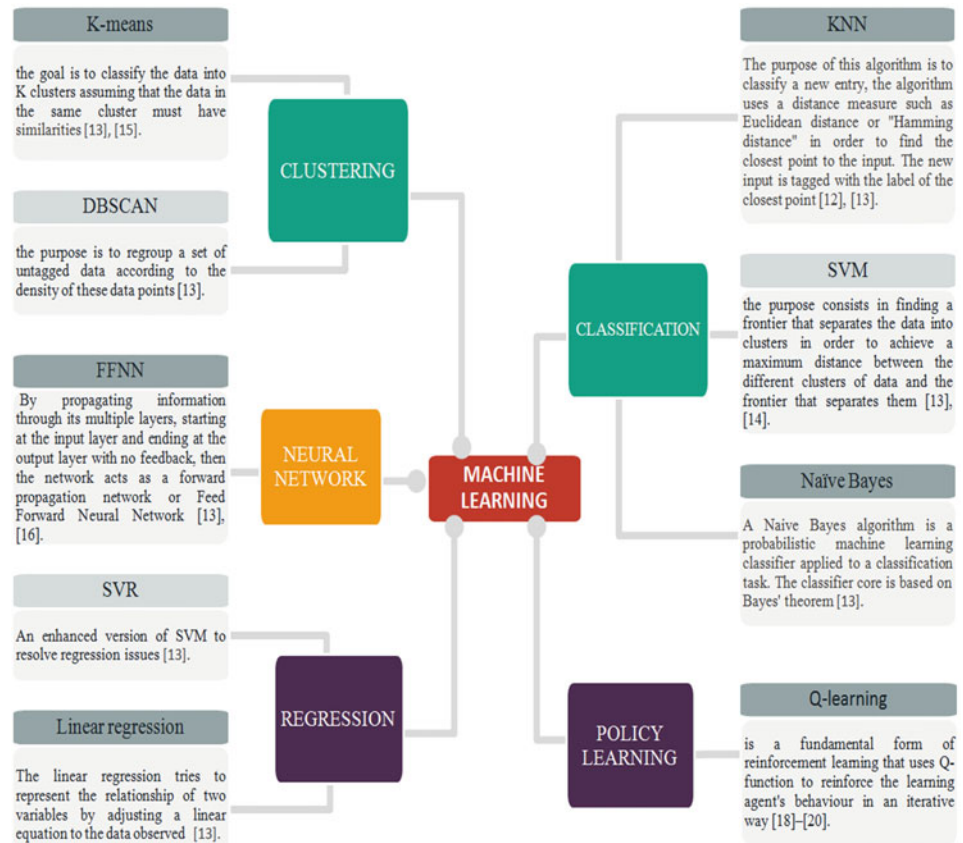 K-means
the goal is to classify the data into
K clusters assuming that the data in
the same cluster must have
similarities [13], [15].
DBSCAN
the purpose is to regroup a set of
untagged data according to the
density of these data points [13].
FFNN
By propagating information
through its multiple layers, starting
at the input layer and ending at the
output layer with no feedback, then
the network acts as a forward
propagation network or Feed
Forward Neural Network [13],
[16].
SVR
An enhanced version of SVM to
resolve regression issues [13].
Linear regression
The linear regression tries to
represent the relationship of two
variables by adjusting a linear
equation to the data observed [13].
CLUSTERING
NEURAL
NETWORK
REGRESSION
MACHINE
LEARNING
CLASSIFICATION
POLICY
LEARNING
KNN
The purpose of this algorithm is to
classify a new entry, the algorithm
uses a distance measure such as
Euclidean distance or "Hamming
distance" in order to find the
closest point to the input. The new
input is tagged with the label of the
closest point [12], [13].
SVM
the purpose consists in finding a
frontier that separates the data into
clusters in order to achieve a
maximum distance between the
different clusters of data and the
frontier that separates them [13],
[14].
Naïve Bayes
A Naive Bayes algorithm is a
probabilistic machine learning
classifier applied to a classification
task. The classifier core is based on
Bayes' theorem [13].
Q-learning
is a fundamental form of
reinforcement learning that uses Q-
function to reinforce the learning
agent's behaviour in an iterative
way [18]–[20].